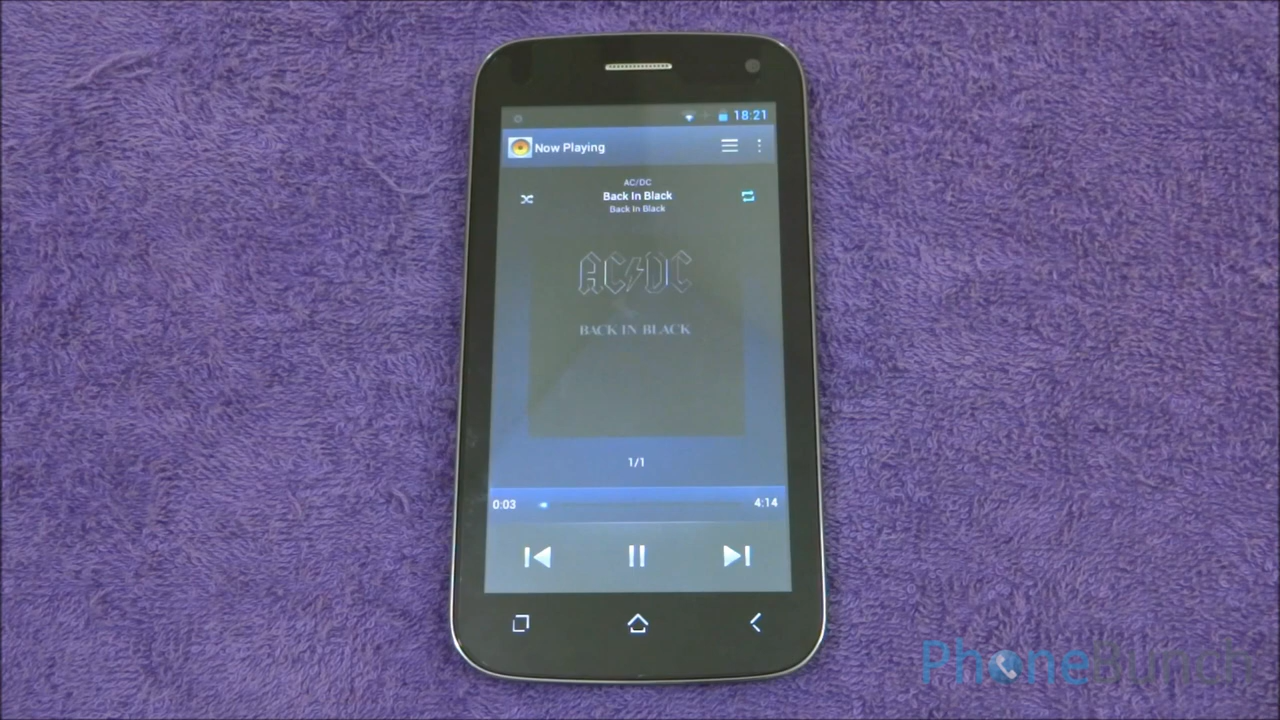 18:21
Now Playing
AC/DC
Back In Black
Back In Black
AC/DC
BACK IN BLACK
1/1
0:03 4:14
PhoneBunch